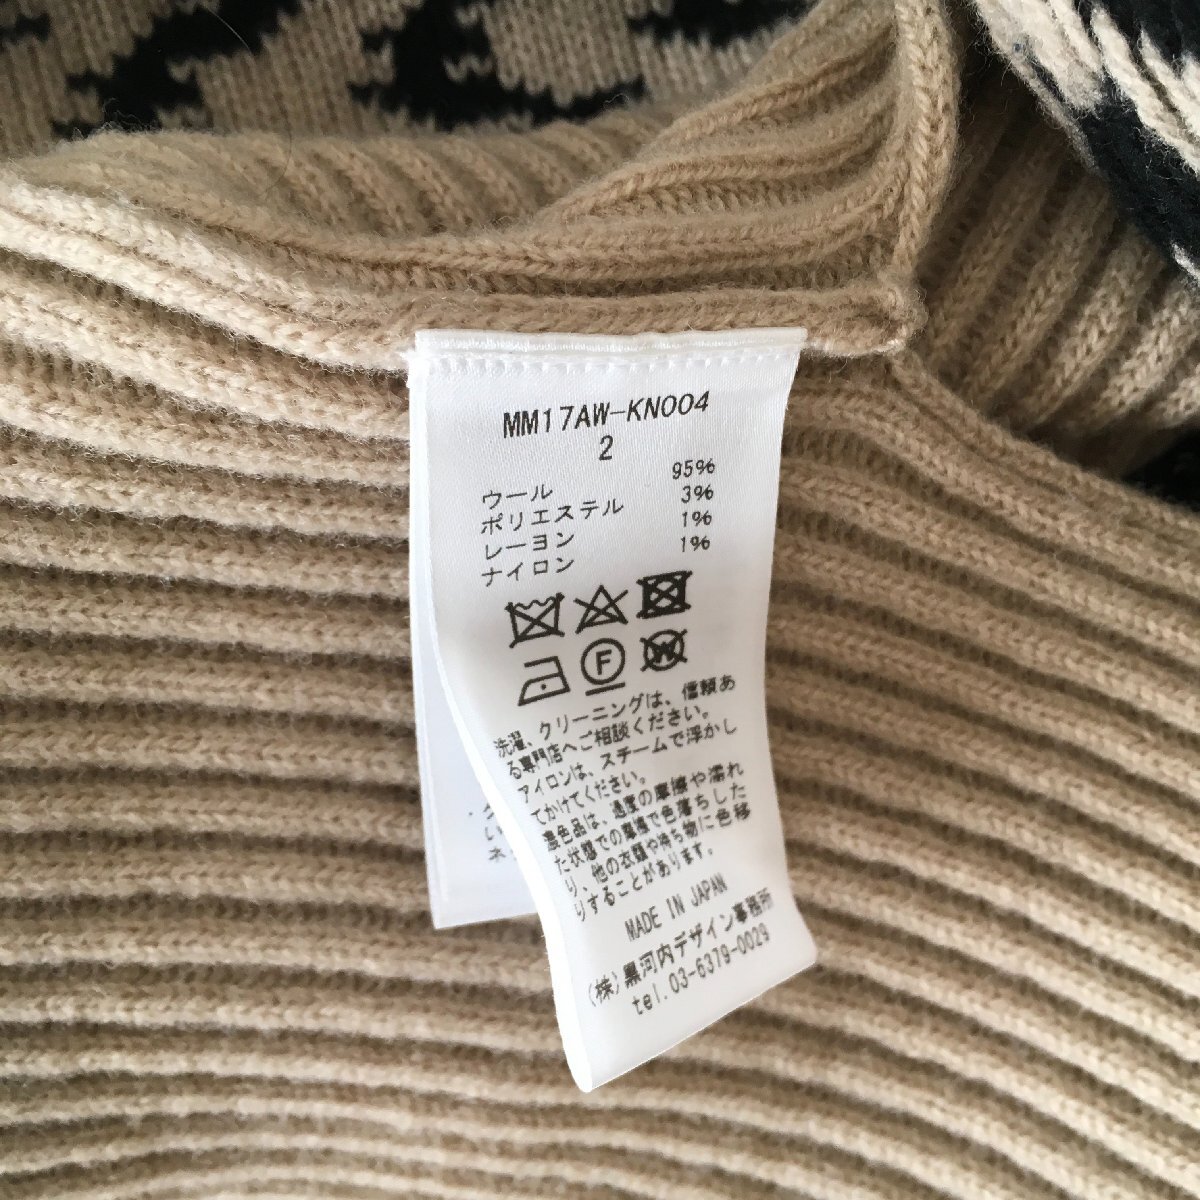 MM17AW-KN004
2
ウール 95%
ポリエステル 3%
レーヨン 1%
ナイロン 1%
F
W
洗濯、クリーニングは、信頼あ
る専門店へご相談ください。
アイロンは、スチームで浮かし
てかけてください。
濃色品は、過度の摩擦や濡れ
た状態での摩擦で色落ちした
り、他の衣類や持ち物に色移
りすることがあります。
MADE IN JAPAN
(株)黒河内デザイン事務所
tel.03-6379-0029